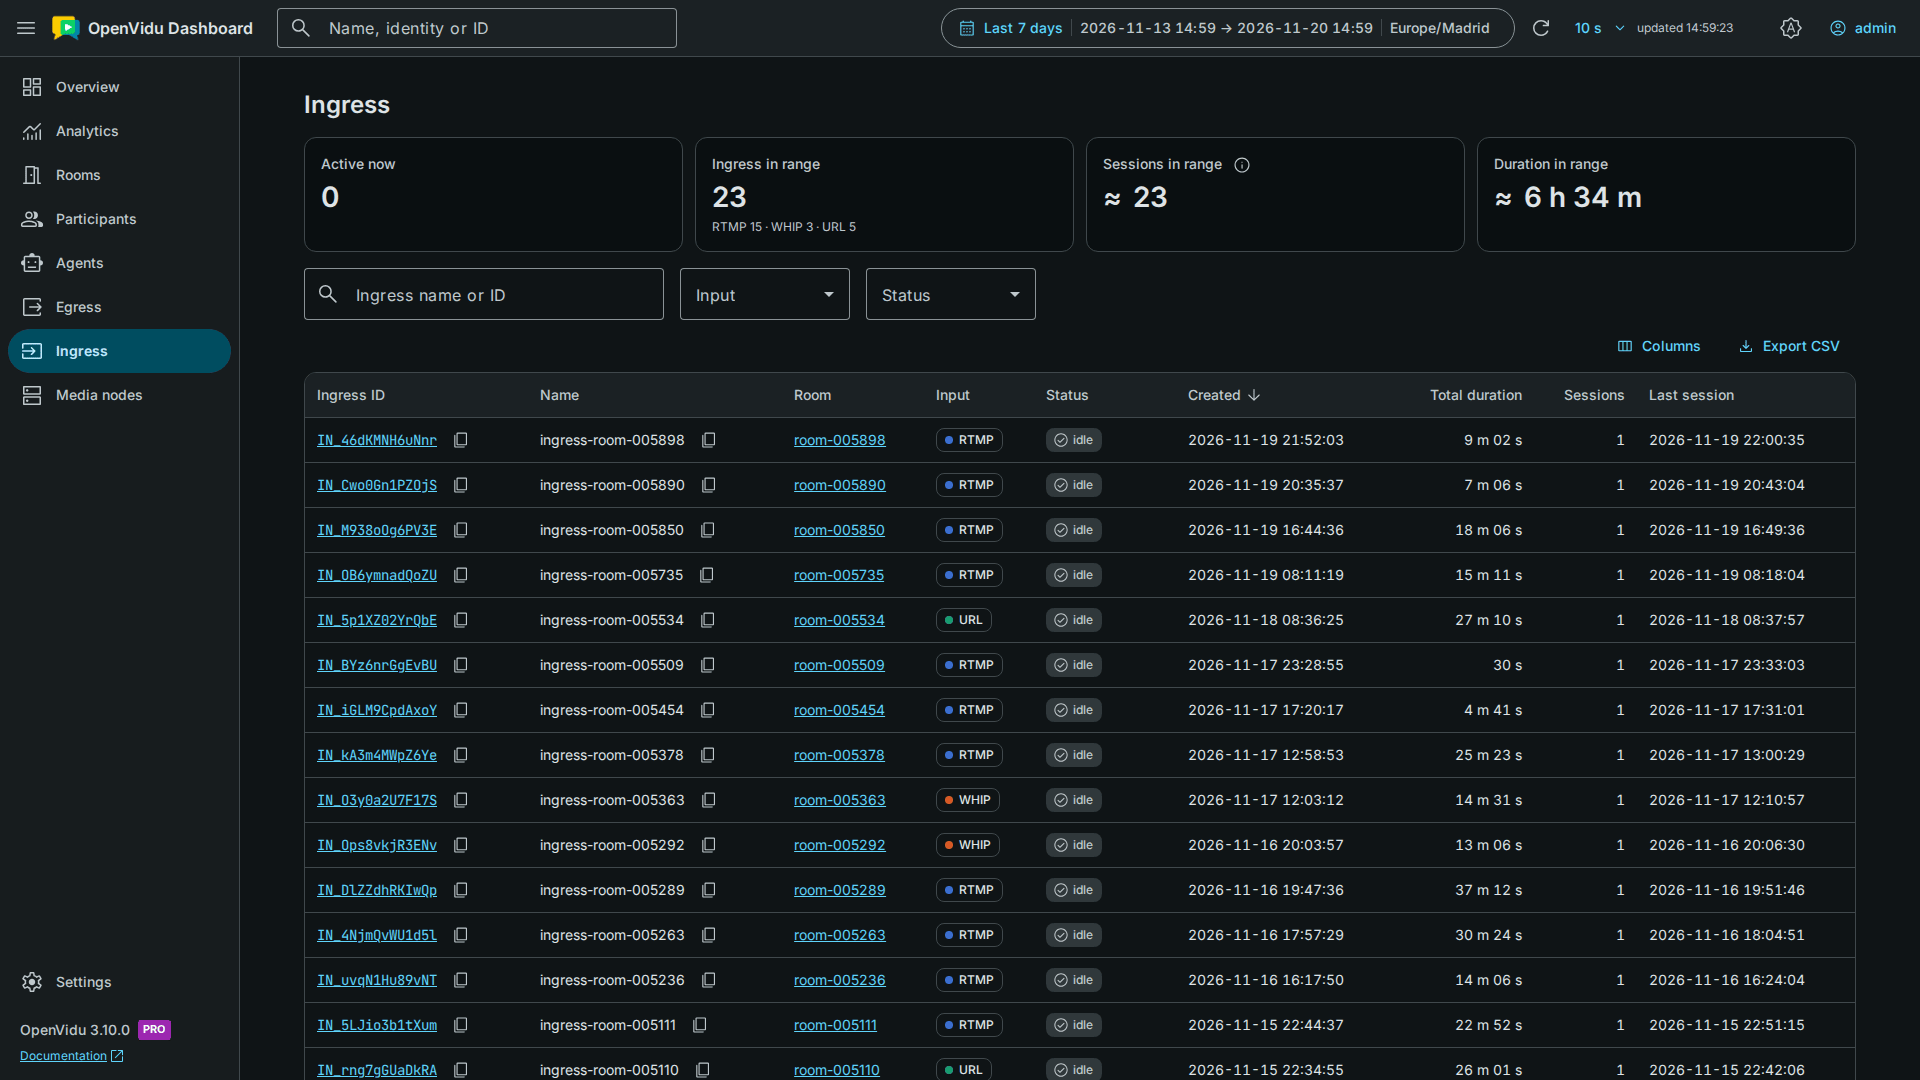 OpenVidu Dashboard
Name, identity or ID
Last 7 days 2026-11-13 14:59 → 2026-11-20 14:59 Europe/Madrid
10 s
updated 14:59:23
admin
Overview
Analytics
Rooms
Participants
Agents
Egress
Ingress
Media nodes
Settings
OpenVidu 3.10.0 PRO
Documentation
Ingress
Active now
0
Ingress in range
23
RTMP 15 · WHIP 3 · URL 5
Sessions in range
≈ 23
Duration in range
≈ 6 h 34 m
Ingress name or ID
Input
Status
Columns
Export CSV
Ingress ID Name Room Input Status Created Total duration Sessions Last session
IN_46dKMNH6uNnr ingress-room-005898 room-005898 RTMP idle 2026-11-19 21:52:03 9 m 02 s 1 2026-11-19 22:00:35
IN_Cwo0Gn1PZOjS ingress-room-005890 room-005890 RTMP idle 2026-11-19 20:35:37 7 m 06 s 1 2026-11-19 20:43:04
IN_M938oOg6PV3E ingress-room-005850 room-005850 RTMP idle 2026-11-19 16:44:36 18 m 06 s 1 2026-11-19 16:49:36
IN_OB6ymnadQoZU ingress-room-005735 room-005735 RTMP idle 2026-11-19 08:11:19 15 m 11 s 1 2026-11-19 08:18:04
IN_5p1XZ02YrQbE ingress-room-005534 room-005534 URL idle 2026-11-18 08:36:25 27 m 10 s 1 2026-11-18 08:37:57
IN_BYz6nrGgEvBU ingress-room-005509 room-005509 RTMP idle 2026-11-17 23:28:55 30 s 1 2026-11-17 23:33:03
IN_iGLM9CpdAxoY ingress-room-005454 room-005454 RTMP idle 2026-11-17 17:20:17 4 m 41 s 1 2026-11-17 17:31:01
IN_kA3m4MWpZ6Ye ingress-room-005378 room-005378 RTMP idle 2026-11-17 12:58:53 25 m 23 s 1 2026-11-17 13:00:29
IN_O3y0a2U7F17S ingress-room-005363 room-005363 WHIP idle 2026-11-17 12:03:12 14 m 31 s 1 2026-11-17 12:10:57
IN_Ops8vkjR3ENv ingress-room-005292 room-005292 WHIP idle 2026-11-16 20:03:57 13 m 06 s 1 2026-11-16 20:06:30
IN_DlZZdhRKIwQp ingress-room-005289 room-005289 RTMP idle 2026-11-16 19:47:36 37 m 12 s 1 2026-11-16 19:51:46
IN_4NjmQvWU1d5l ingress-room-005263 room-005263 RTMP idle 2026-11-16 17:57:29 30 m 24 s 1 2026-11-16 18:04:51
IN_uvqN1Hu89vNT ingress-room-005236 room-005236 RTMP idle 2026-11-16 16:17:50 14 m 06 s 1 2026-11-16 16:24:04
IN_5LJio3b1tXum ingress-room-005111 room-005111 RTMP idle 2026-11-15 22:44:37 22 m 52 s 1 2026-11-15 22:51:15
IN_rng7gGUaDkRA ingress-room-005110 room-005110 URL idle 2026-11-15 22:34:55 26 m 01 s 1 2026-11-15 22:42:06